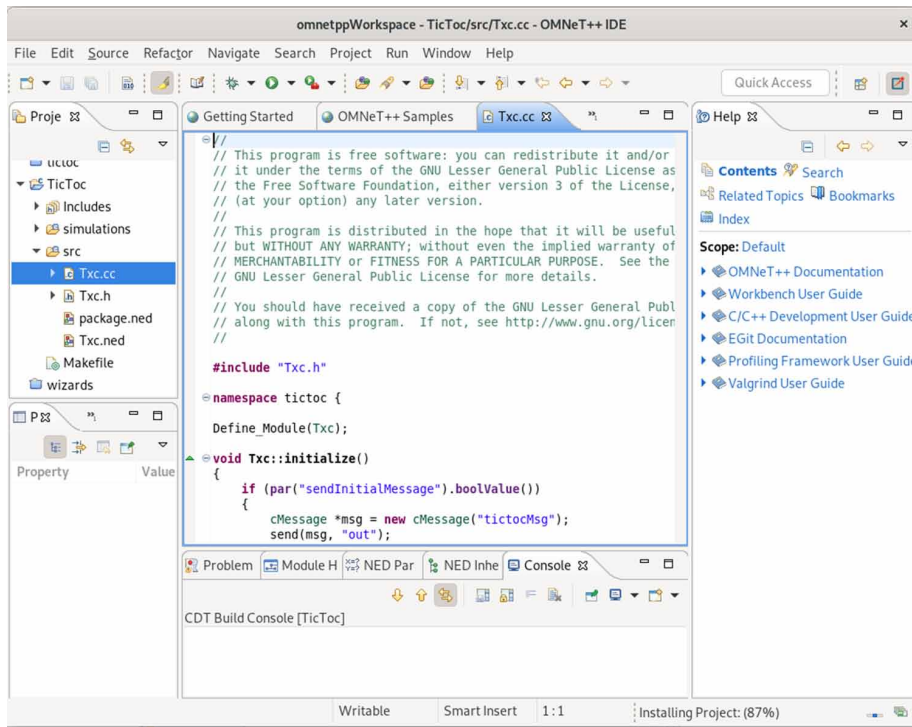 omnetppWorkspace - TicToc/src/Txc.cc - OMNeT++ IDE
File Edit Source Refactor Navigate Search Project Run Window Help
Quick Access
Proje
tictoc
TicToc
Includes
simulations
src
Txc.cc
Txc.h
package.ned
Txc.ned
Makefile
wizards
P
Property Value
Getting Started OMNeT++ Samples Txc.cc
//
// This program is free software: you can redistribute it and/or
// it under the terms of the GNU Lesser General Public License as
// the Free Software Foundation, either version 3 of the License,
// (at your option) any later version.
//
// This program is distributed in the hope that it will be useful
// but WITHOUT ANY WARRANTY; without even the implied warranty of
// MERCHANTABILITY or FITNESS FOR A PARTICULAR PURPOSE.  See the
// GNU Lesser General Public License for more details.
//
// You should have received a copy of the GNU Lesser General Publ
// along with this program.  If not, see http://www.gnu.org/licen
//
#include "Txc.h"
namespace tictoc {
Define_Module(Txc);
void Txc::initialize()
{
if (par("sendInitialMessage").boolValue())
{
cMessage *msg = new cMessage("tictocMsg");
send(msg, "out");
Problem Module H NED Par NED Inhe Console
CDT Build Console [TicToc]
Help
Contents Search
Related Topics Bookmarks
Index
Scope: Default
OMNeT++ Documentation
Workbench User Guide
C/C++ Development User Guide
EGit Documentation
Profiling Framework User Guide
Valgrind User Guide
Writable Smart Insert 1:1 Installing Project: (87%)